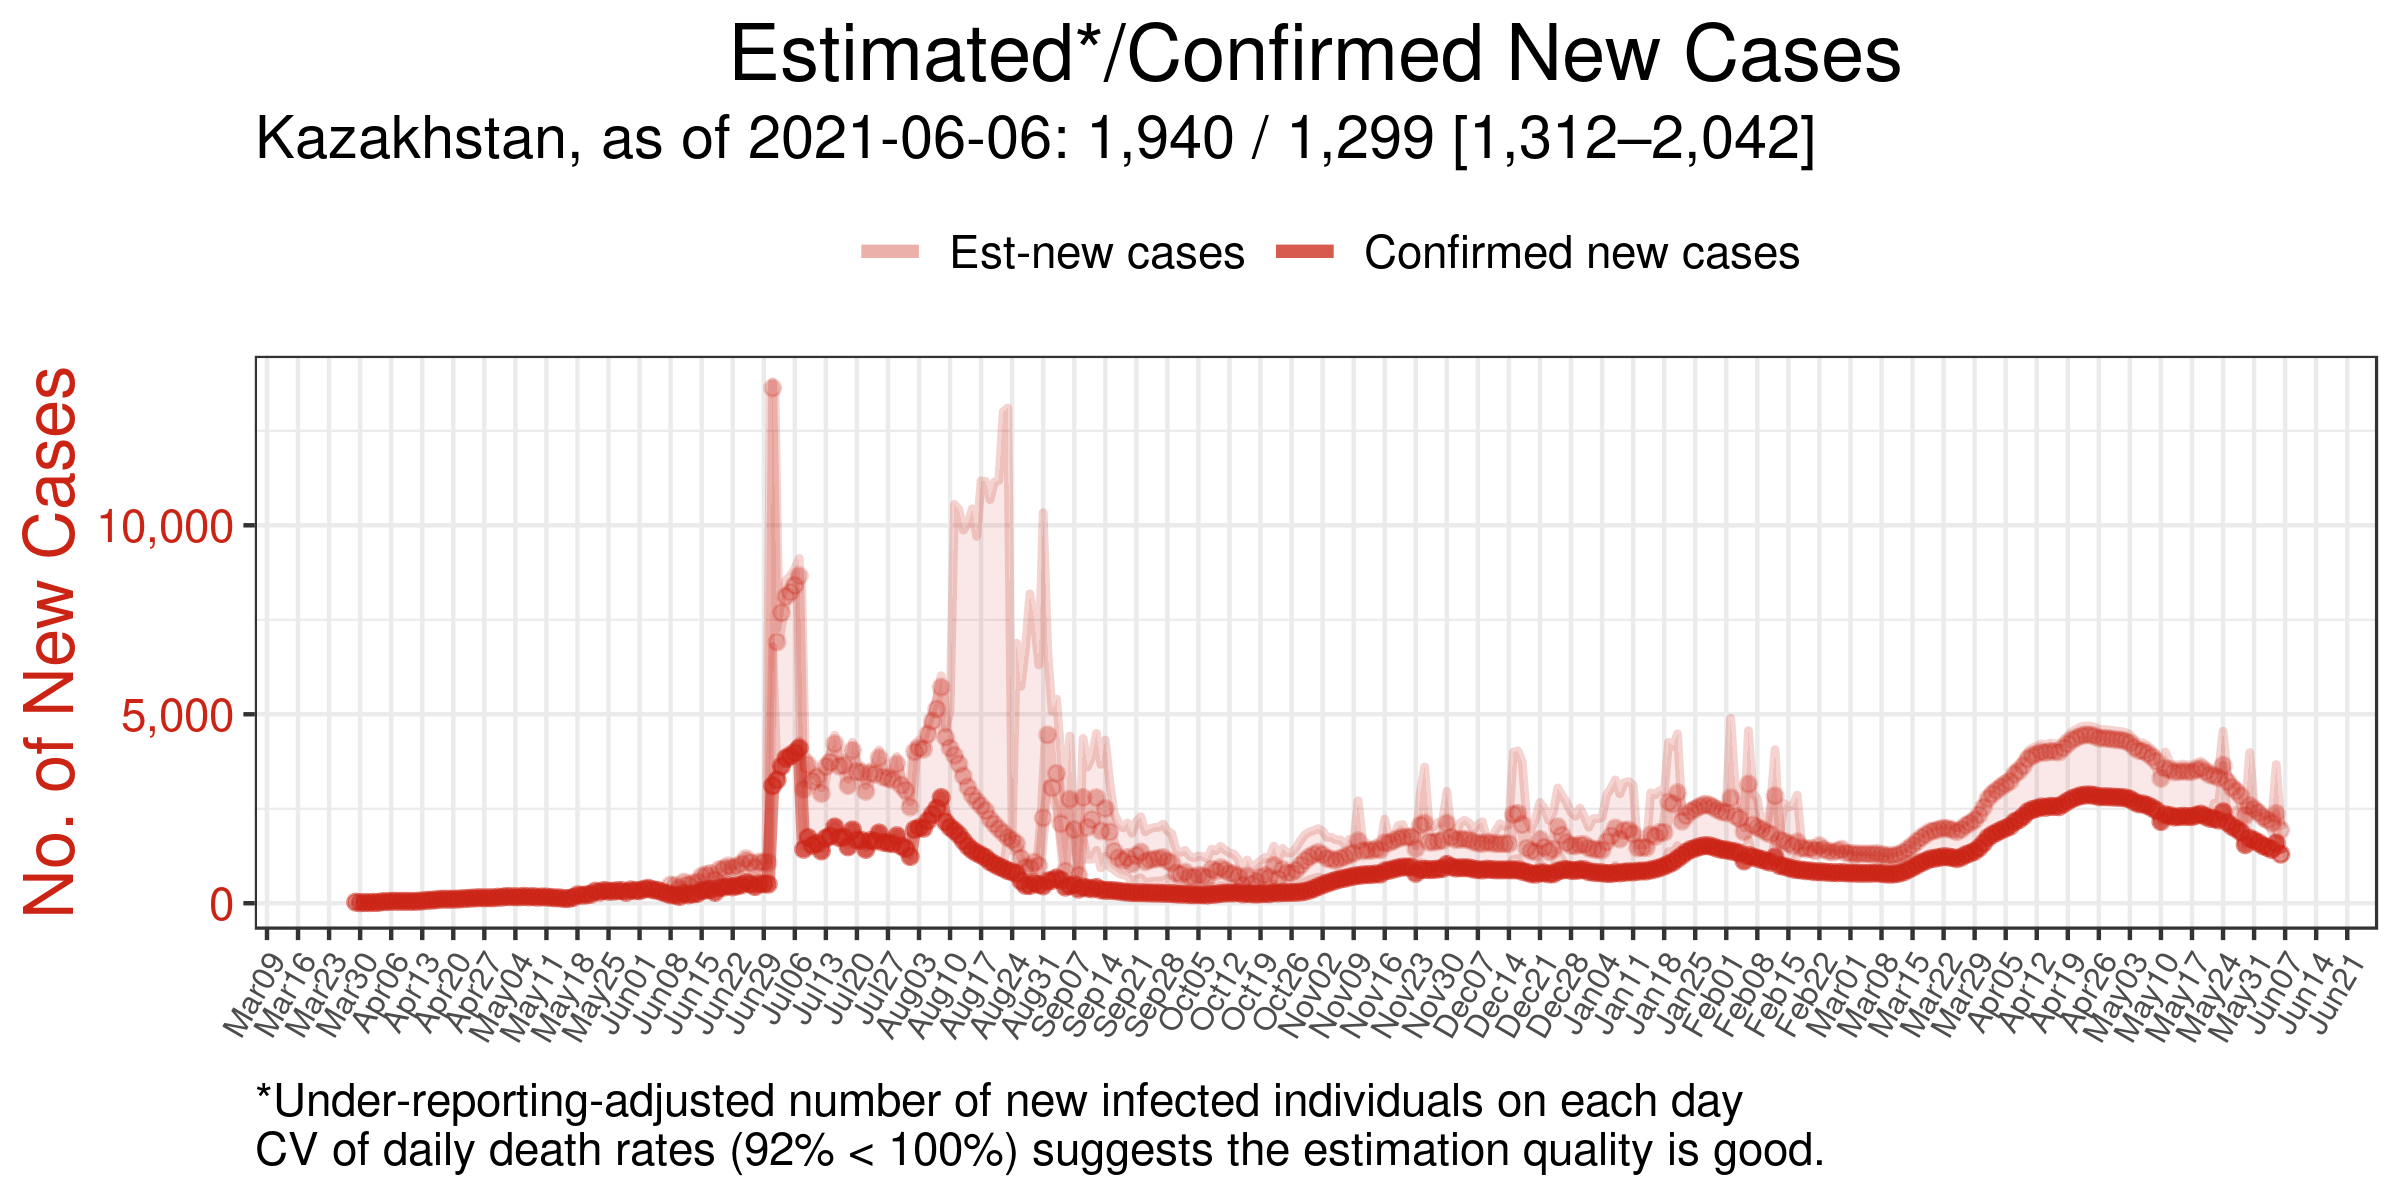 Estimated*/Confirmed New Cases
Kazakhstan, as of 2021-06-06: 1,940 / 1,299 [1,312–2,042]
Est-new cases Confirmed new cases
No. of New Cases
10,000
5,000
0
Mar09 Mar16 Mar23 Mar30 Apr06 Apr13 Apr20 Apr27 May04 May11 May18 May25 Jun01 Jun08 Jun15 Jun22 Jun29 Jul06 Jul13 Jul20 Jul27 Aug03 Aug10 Aug17 Aug24 Aug31 Sep07 Sep14 Sep21 Sep28 Oct05 Oct12 Oct19 Oct26 Nov02 Nov09 Nov16 Nov23 Nov30 Dec07 Dec14 Dec21 Dec28 Jan04 Jan11 Jan18 Jan25 Feb01 Feb08 Feb15 Feb22 Mar01 Mar08 Mar15 Mar22 Mar29 Apr05 Apr12 Apr19 Apr26 May03 May10 May17 May24 May31 Jun07 Jun14 Jun21
*Under-reporting-adjusted number of new infected individuals on each day
CV of daily death rates (92% < 100%) suggests the estimation quality is good.